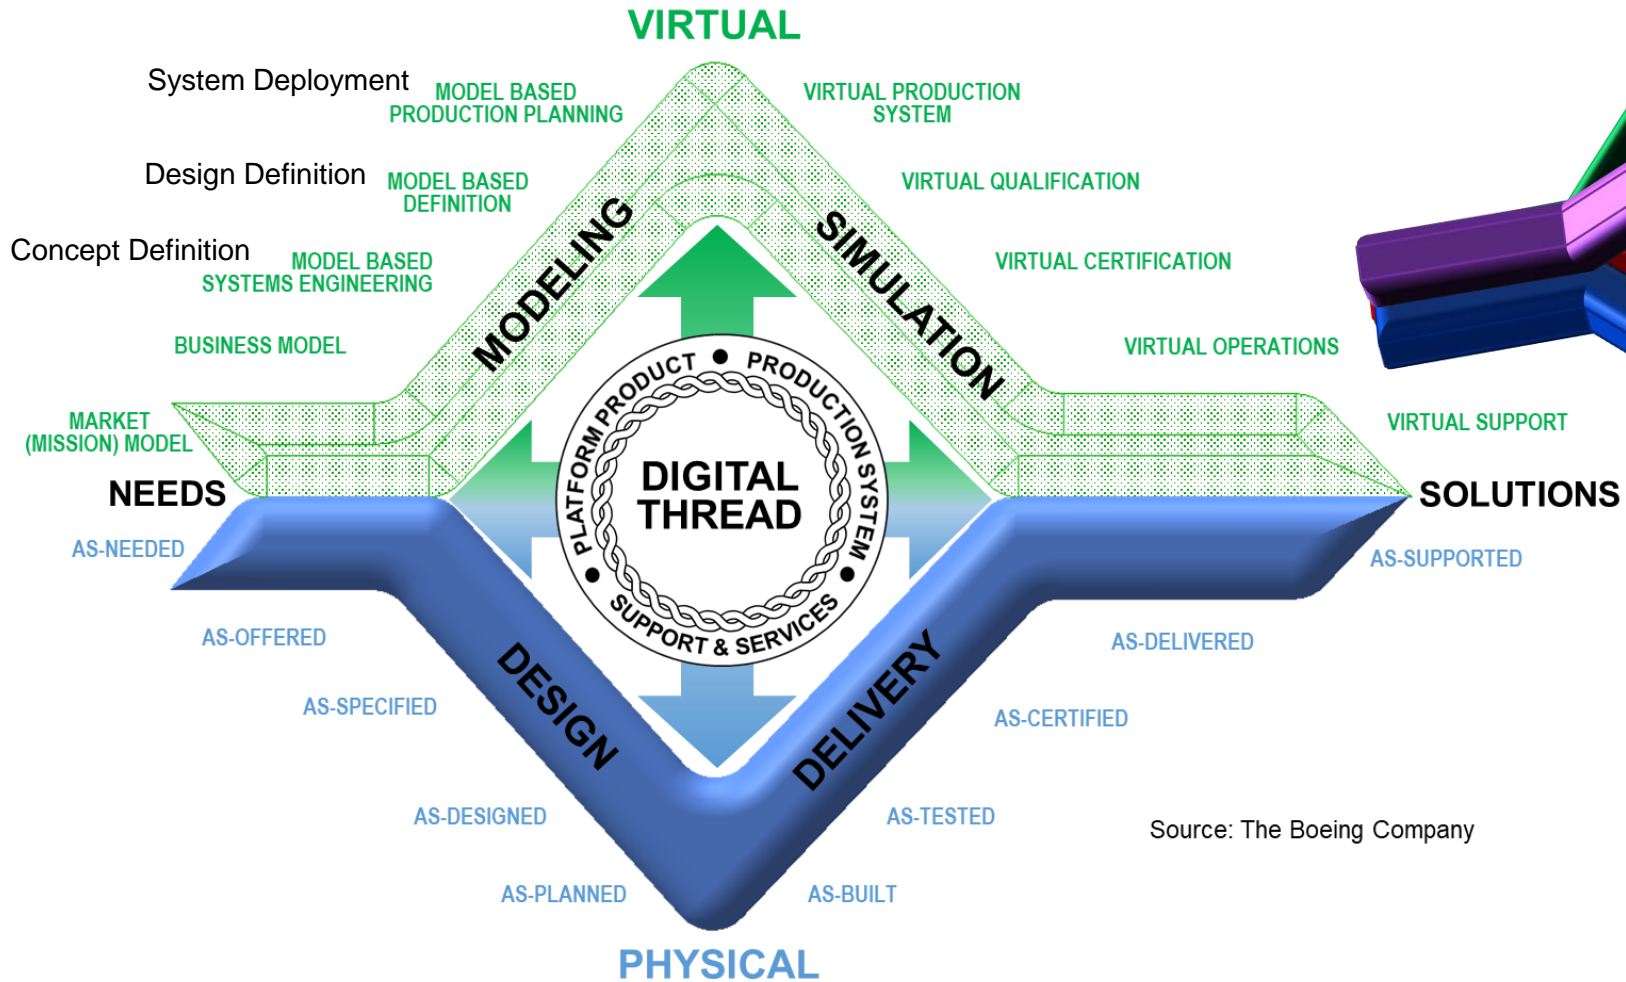 VIRTUAL
System Deployment
MODEL BASED
PRODUCTION PLANNING
VIRTUAL PRODUCTION
SYSTEM
Design Definition
MODEL BASED
DEFINITION
VIRTUAL QUALIFICATION
Concept Definition
MODEL BASED
SYSTEMS ENGINEERING
VIRTUAL CERTIFICATION
MODELING
SIMULATION
BUSINESS MODEL
VIRTUAL OPERATIONS
MARKET
(MISSION) MODEL
VIRTUAL SUPPORT
PLATFORM PRODUCT • PRODUCTION SYSTEM • SUPPORT & SERVICES •
DIGITAL
THREAD
NEEDS
SOLUTIONS
AS-NEEDED
AS-SUPPORTED
AS-OFFERED
AS-DELIVERED
DESIGN
DELIVERY
AS-SPECIFIED
AS-CERTIFIED
AS-DESIGNED
AS-TESTED
Source: The Boeing Company
AS-PLANNED
AS-BUILT
PHYSICAL